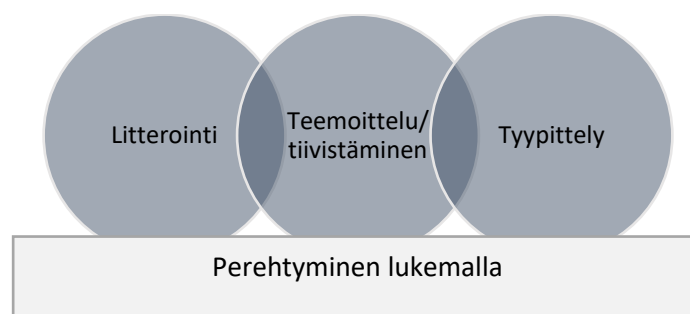 Litterointi
Teemoittelu/
tiivistäminen
Tyypittely
Perehtyminen lukemalla